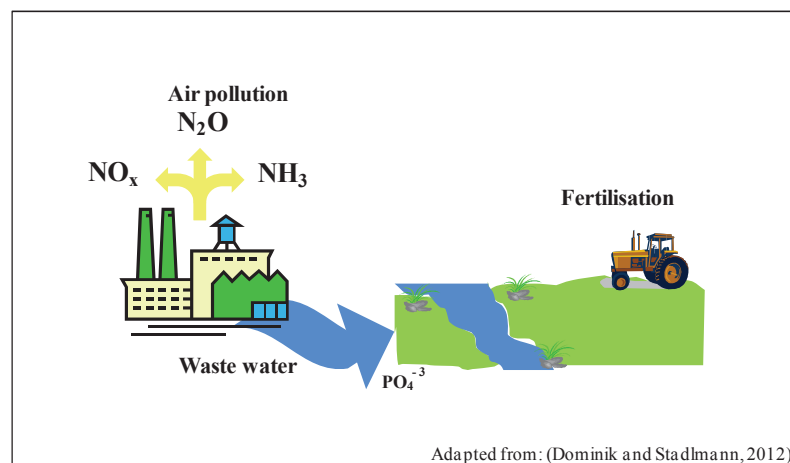 Air pollution
N₂O
NOₓ
NH₃
Fertilisation
Waste water
PO₄⁻³
Adapted from: (Dominik and Stadlmann, 2012)